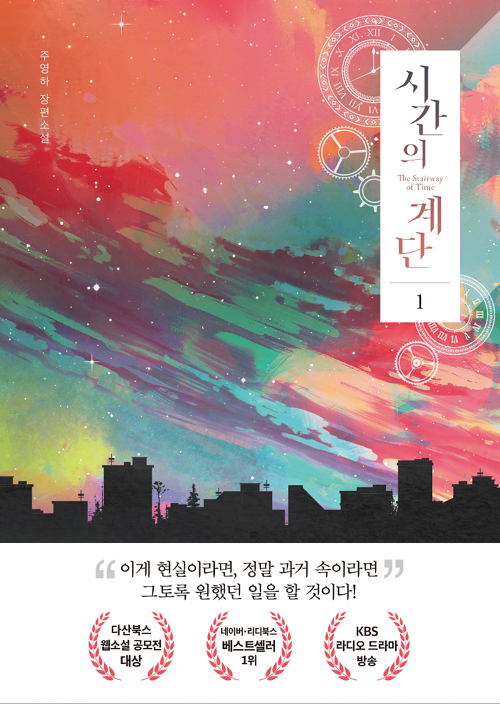 주영하 장편소설
시간의
The Stairway
of Time
계단
1
“이게 현실이라면, 정말 과거 속이라면
그토록 원했던 일을 할 것이다!”
다산북스
웹소설 공모전
대상
네이버·리디북스
베스트셀러
1위
KBS
라디오 드라마
방송